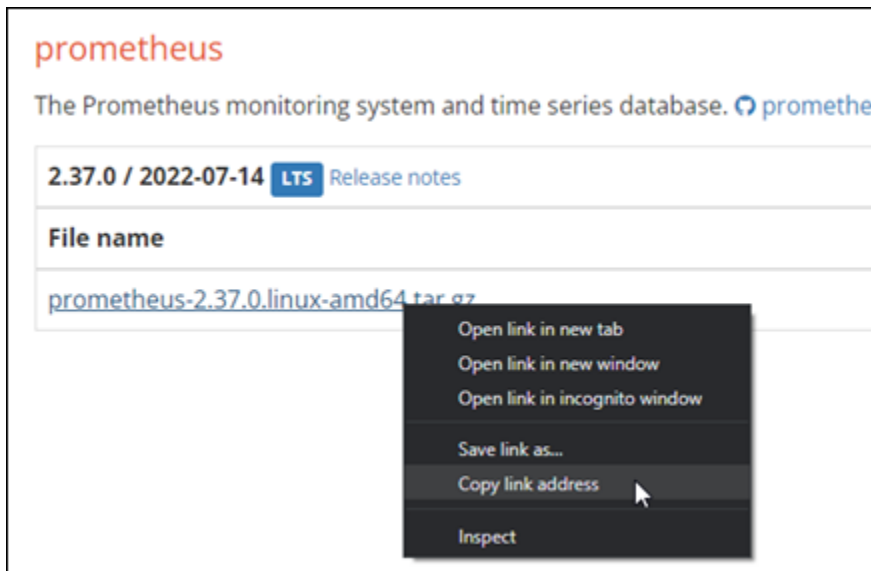 prometheus
The Prometheus monitoring system and time series database. promethe
2.37.0 / 2022-07-14 LTS Release notes
File name
prometheus-2.37.0.linux-amd64.tar.gz
Open link in new tab
Open link in new window
Open link in incognito window
Save link as...
Copy link address
Inspect